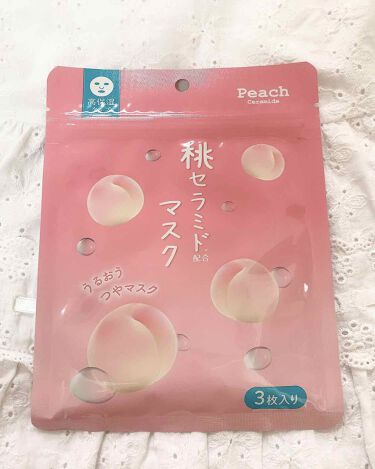 高保湿
Peach
Ceramide
桃セラミド
配合
マスク
うるおう
つやマスク
3枚入り